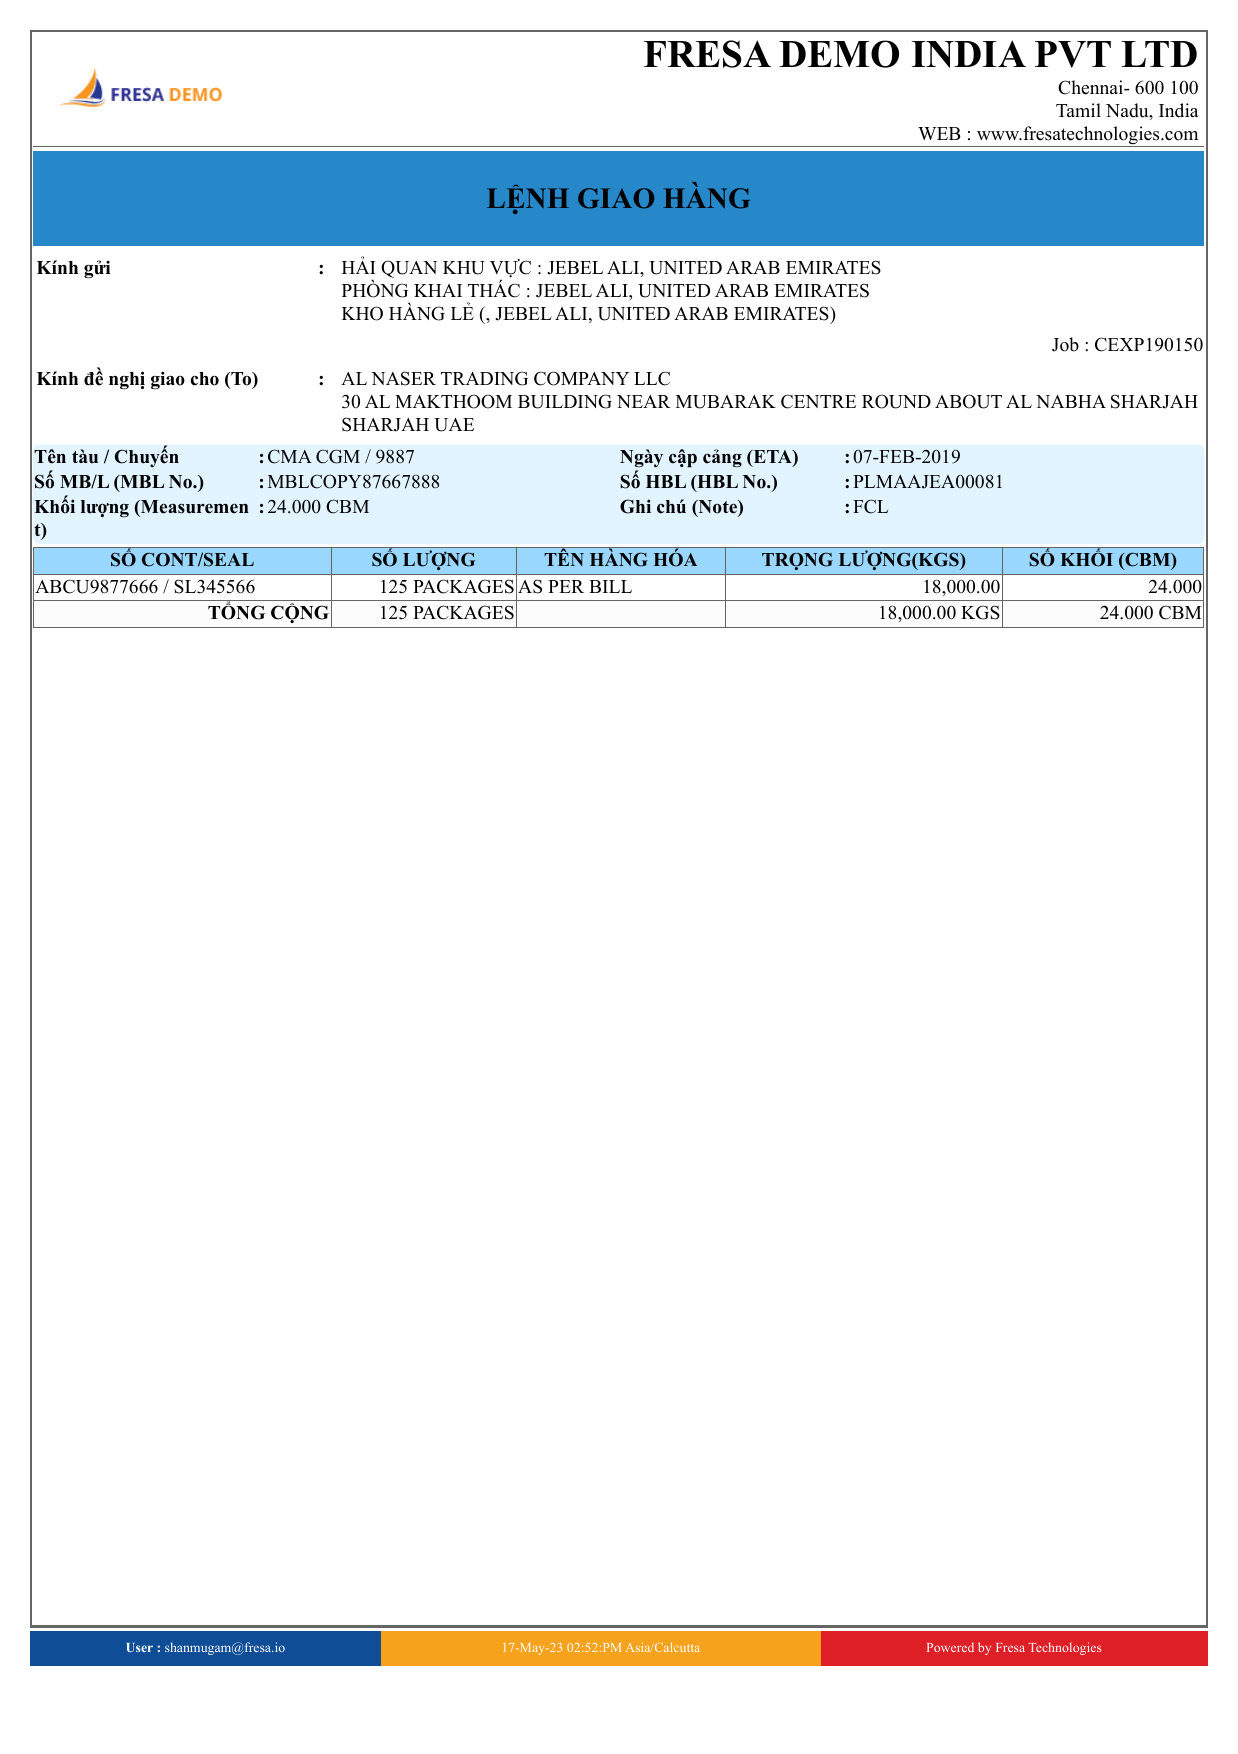 FRESA DEMO
FRESA DEMO INDIA PVT LTD
Chennai- 600 100
Tamil Nadu, India
WEB : www.fresatechnologies.com
LỆNH GIAO HÀNG
Kính gửi : HẢI QUAN KHU VỰC : JEBEL ALI, UNITED ARAB EMIRATES
PHÒNG KHAI THÁC : JEBEL ALI, UNITED ARAB EMIRATES
KHO HÀNG LẺ (, JEBEL ALI, UNITED ARAB EMIRATES)
Job : CEXP190150
Kính đề nghị giao cho (To) : AL NASER TRADING COMPANY LLC
30 AL MAKTHOOM BUILDING NEAR MUBARAK CENTRE ROUND ABOUT AL NABHA SHARJAH
SHARJAH UAE
Tên tàu / Chuyến : CMA CGM / 9887 Ngày cập cảng (ETA) : 07-FEB-2019
Số MB/L (MBL No.) : MBLCOPY87667888 Số HBL (HBL No.) : PLMAAJEA00081
Khối lượng (Measuremen : 24.000 CBM Ghi chú (Note) : FCL
t)
SỐ CONT/SEAL SỐ LƯỢNG TÊN HÀNG HÓA TRỌNG LƯỢNG(KGS) SỐ KHỐI (CBM)
ABCU9877666 / SL345566 125 PACKAGES AS PER BILL 18,000.00 24.000
TỔNG CỘNG 125 PACKAGES 18,000.00 KGS 24.000 CBM
User : shanmugam@fresa.io 17-May-23 02:52:PM Asia/Calcutta Powered by Fresa Technologies